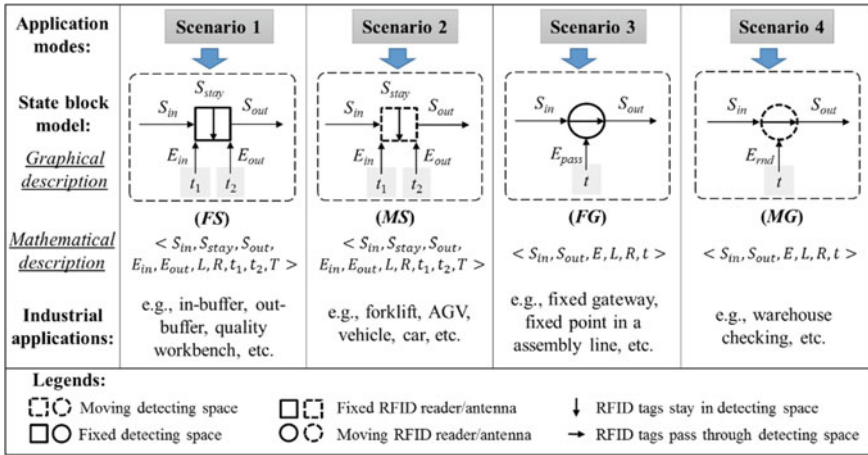 Application modes:
Scenario 1
Scenario 2
Scenario 3
Scenario 4
State block model:
Graphical description
S_in
S_stay
S_out
E_in
E_out
t_1
t_2
(FS)
S_in
S_stay
S_out
E_in
E_out
t_1
t_2
(MS)
S_in
S_out
E_pass
t
(FG)
S_in
S_out
E_rnd
t
(MG)
Mathematical description
< S_in, S_stay, S_out,
E_in, E_out, L, R, t_1, t_2, T >
< S_in, S_stay, S_out,
E_in, E_out, L, R, t_1, t_2, T >
< S_in, S_out, E, L, R, t >
< S_in, S_out, E, L, R, t >
Industrial applications:
e.g., in-buffer, out-
buffer, quality
workbench, etc.
e.g., forklift, AGV,
vehicle, car, etc.
e.g., fixed gateway,
fixed point in a
assembly line, etc.
e.g., warehouse
checking, etc.
Legends:
Moving detecting space
Fixed RFID reader/antenna
RFID tags stay in detecting space
Fixed detecting space
Moving RFID reader/antenna
RFID tags pass through detecting space